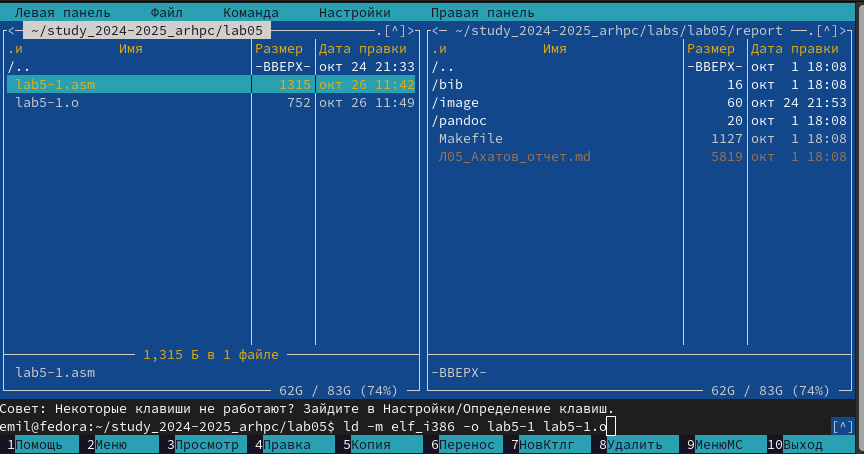 Левая панель Файл Команда Настройки Правая панель
<─ ~/study_2024-2025_arhpc/lab05 .[^]> <─ ~/study_2024-2025_arhpc/labs/lab05/report .[^]>
.и Имя Размер Дата правки .и Имя Размер Дата правки
/.. -ВВЕРХ- окт 24 21:33 /.. -ВВЕРХ- окт 1 18:08
lab5-1.asm 1315 окт 26 11:42 /bib 16 окт 1 18:08
lab5-1.o 752 окт 26 11:49 /image 60 окт 24 21:53
/pandoc 20 окт 1 18:08
Makefile 1127 окт 1 18:08
Л05_Ахатов_отчет.md 5819 окт 1 18:08
1,315 Б в 1 файле
lab5-1.asm -ВВЕРХ-
62G / 83G (74%) 62G / 83G (74%)
Совет: Некоторые клавиши не работают? Зайдите в Настройки/Определение клавиш.
emil@fedora:~/study_2024-2025_arhpc/lab05$ ld -m elf_i386 -o lab5-1 lab5-1.o [^]
1Помощь 2Меню 3Просмотр 4Правка 5Копия 6Перенос 7НовКтлг 8Удалить 9МенюМС 10Выход